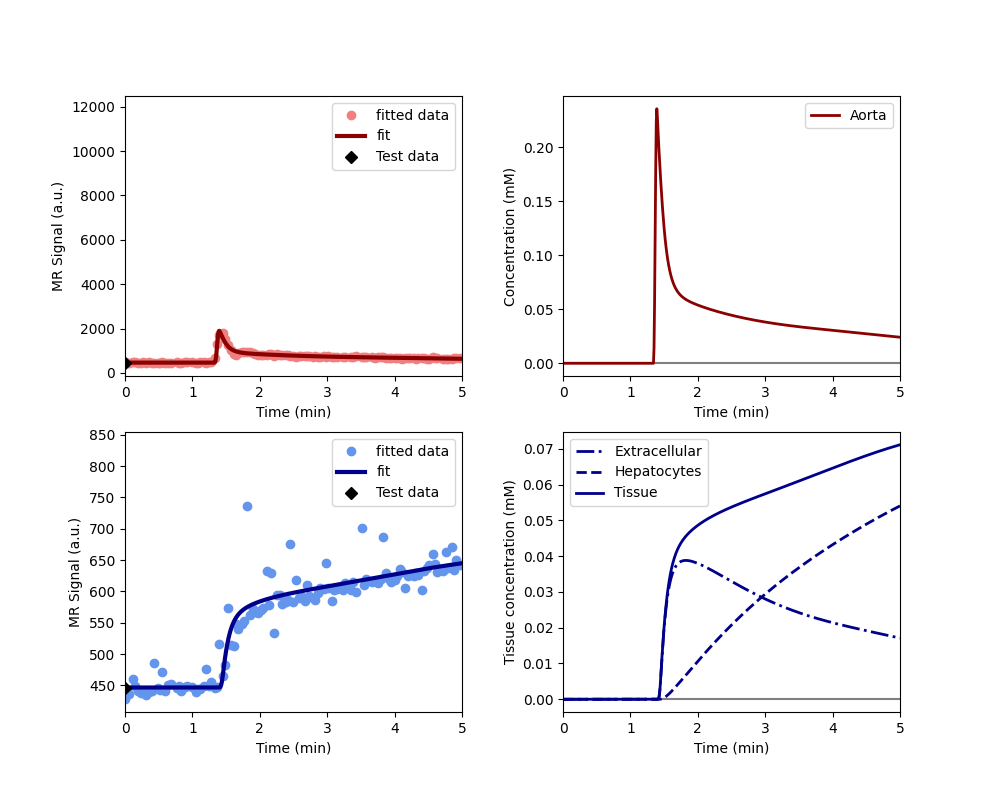 MR Signal (a.u.)
12000
10000
8000
6000
4000
2000
0
fitted data
fit
Test data
0 1 2 3 4 5
Time (min)
Concentration (mM)
0.20
0.15
0.10
0.05
0.00
Aorta
0 1 2 3 4 5
Time (min)
MR Signal (a.u.)
850
800
750
700
650
600
550
500
450
fitted data
fit
Test data
0 1 2 3 4 5
Time (min)
Tissue concentration (mM)
0.07
0.06
0.05
0.04
0.03
0.02
0.01
0.00
Extracellular
Hepatocytes
Tissue
0 1 2 3 4 5
Time (min)